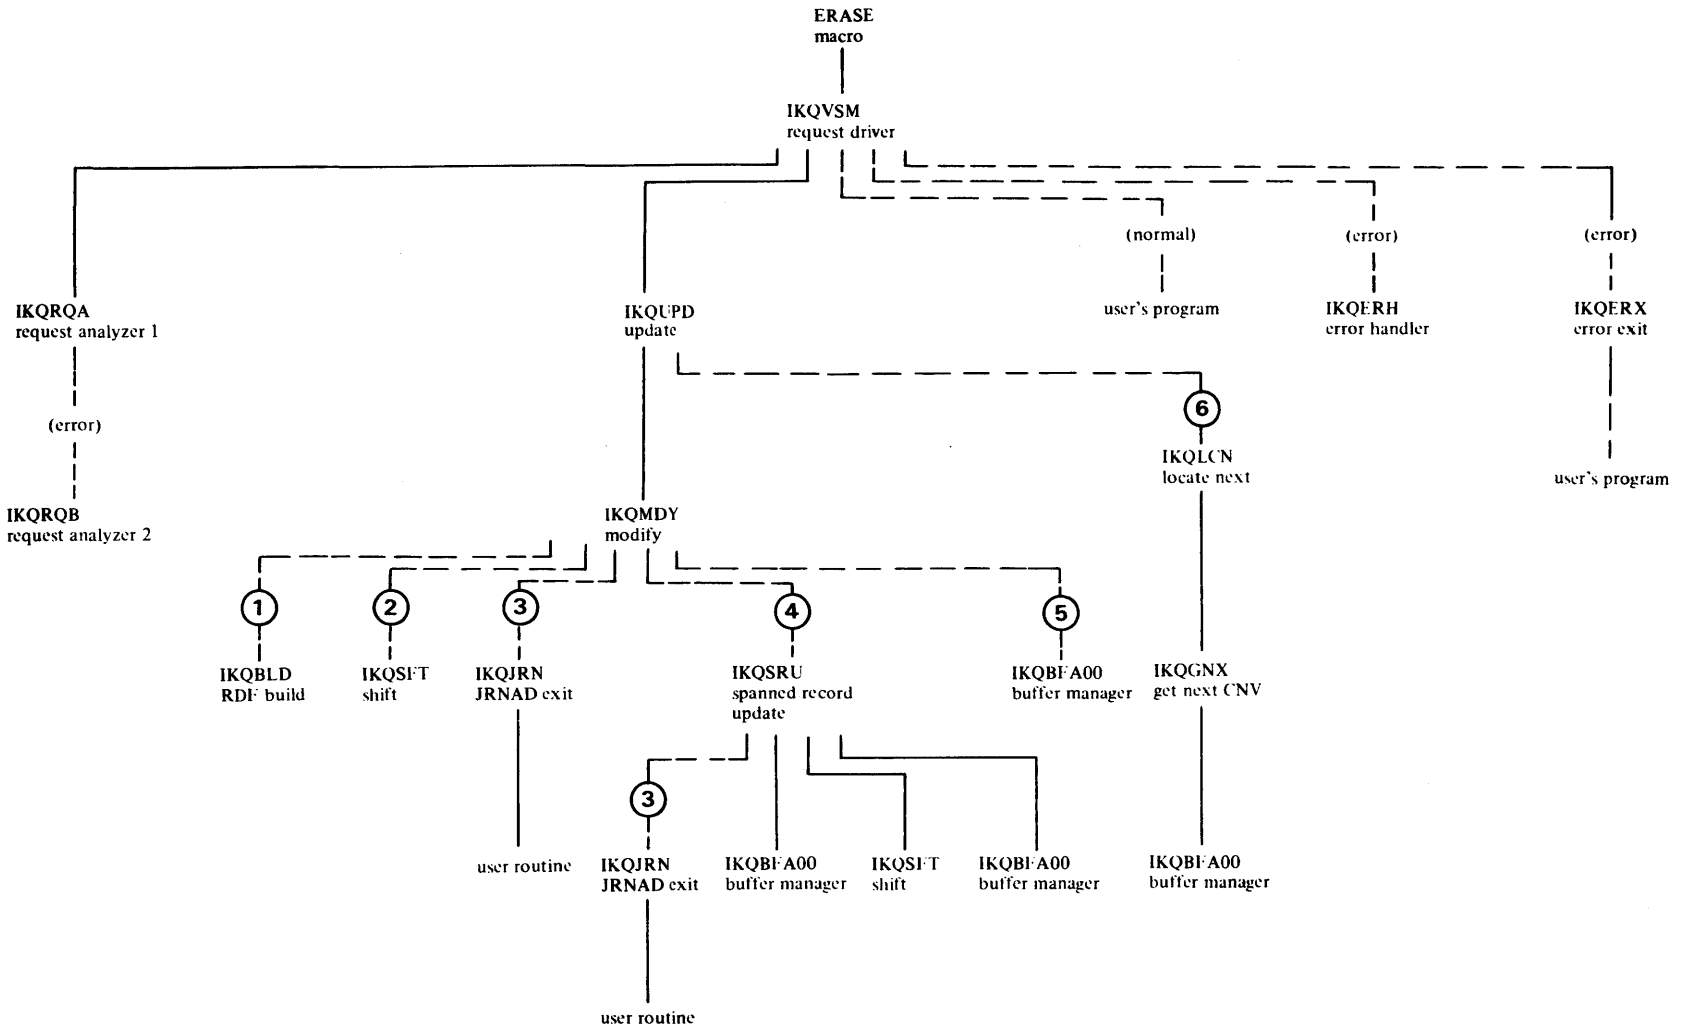 ERASE
macro
IKQVSM
request driver
(normal)
(error)
(error)
IKQRQA
request analyzer 1
IKQUPD
update
user's program
IKQERH
error handler
IKQERX
error exit
6
(error)
IKQLCN
locate next
user's program
IKQRQB
request analyzer 2
IKQMDY
modify
1
2
3
4
5
IKQBLD
RDF build
IKQSFT
shift
IKQJRN
JRNAD exit
IKQSRU
spanned record
update
IKQBFA00
buffer manager
IKQGNX
get next CNV
3
user routine
IKQJRN
JRNAD exit
IKQBFA00
buffer manager
IKQSFT
shift
IKQBFA00
buffer manager
IKQBFA00
buffer manager
user routine